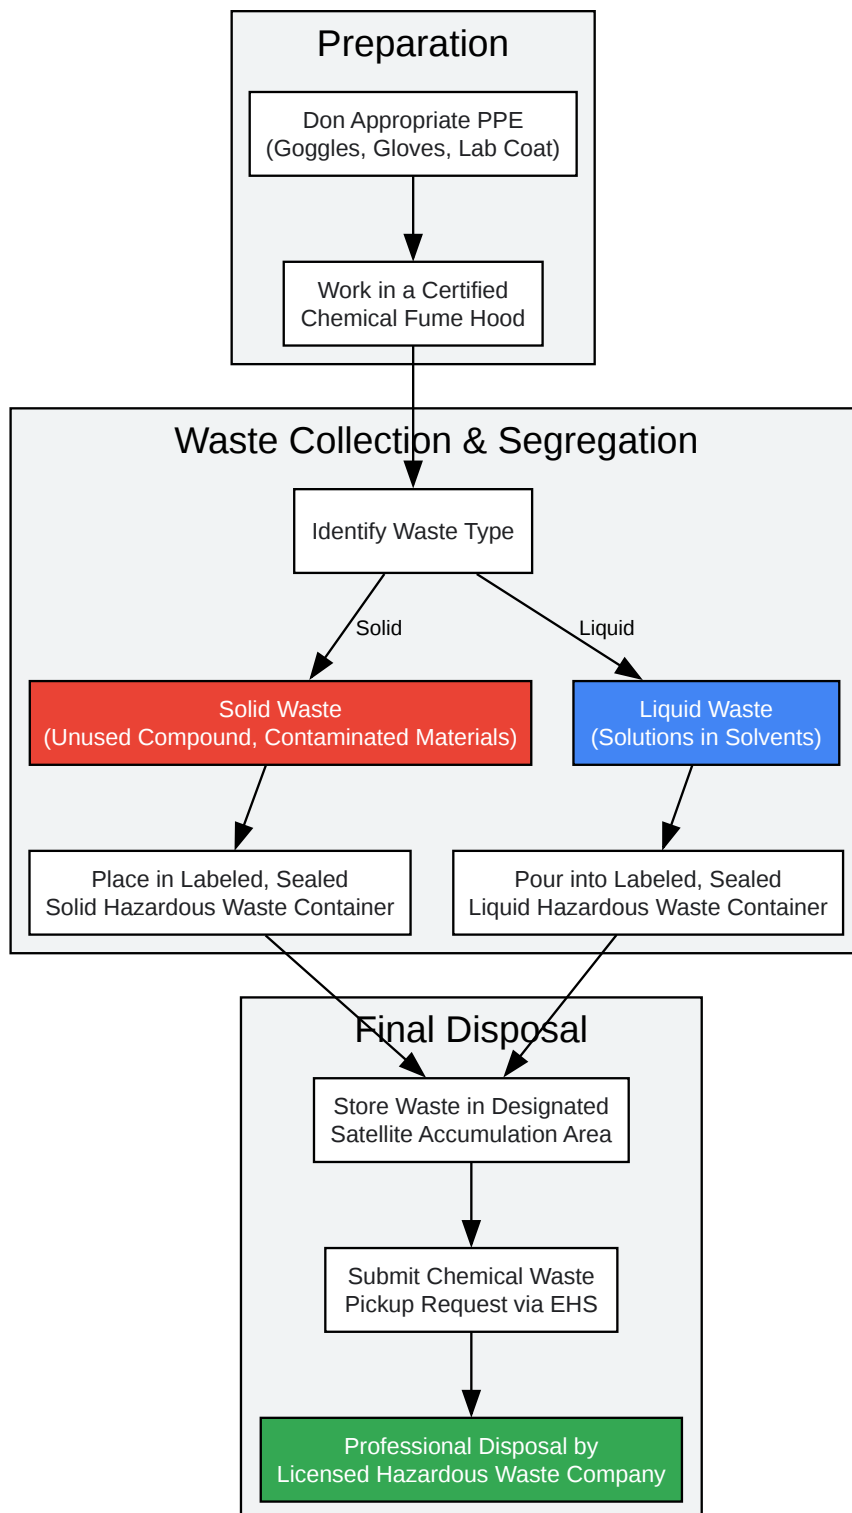 Preparation
Don Appropriate PPE
(Goggles, Gloves, Lab Coat)
Work in a Certified
Chemical Fume Hood
Waste Collection & Segregation
Identify Waste Type
Solid
Liquid
Solid Waste
(Unused Compound, Contaminated Materials)
Liquid Waste
(Solutions in Solvents)
Place in Labeled, Sealed
Solid Hazardous Waste Container
Pour into Labeled, Sealed
Liquid Hazardous Waste Container
Final Disposal
Store Waste in Designated
Satellite Accumulation Area
Submit Chemical Waste
Pickup Request via EHS
Professional Disposal by
Licensed Hazardous Waste Company